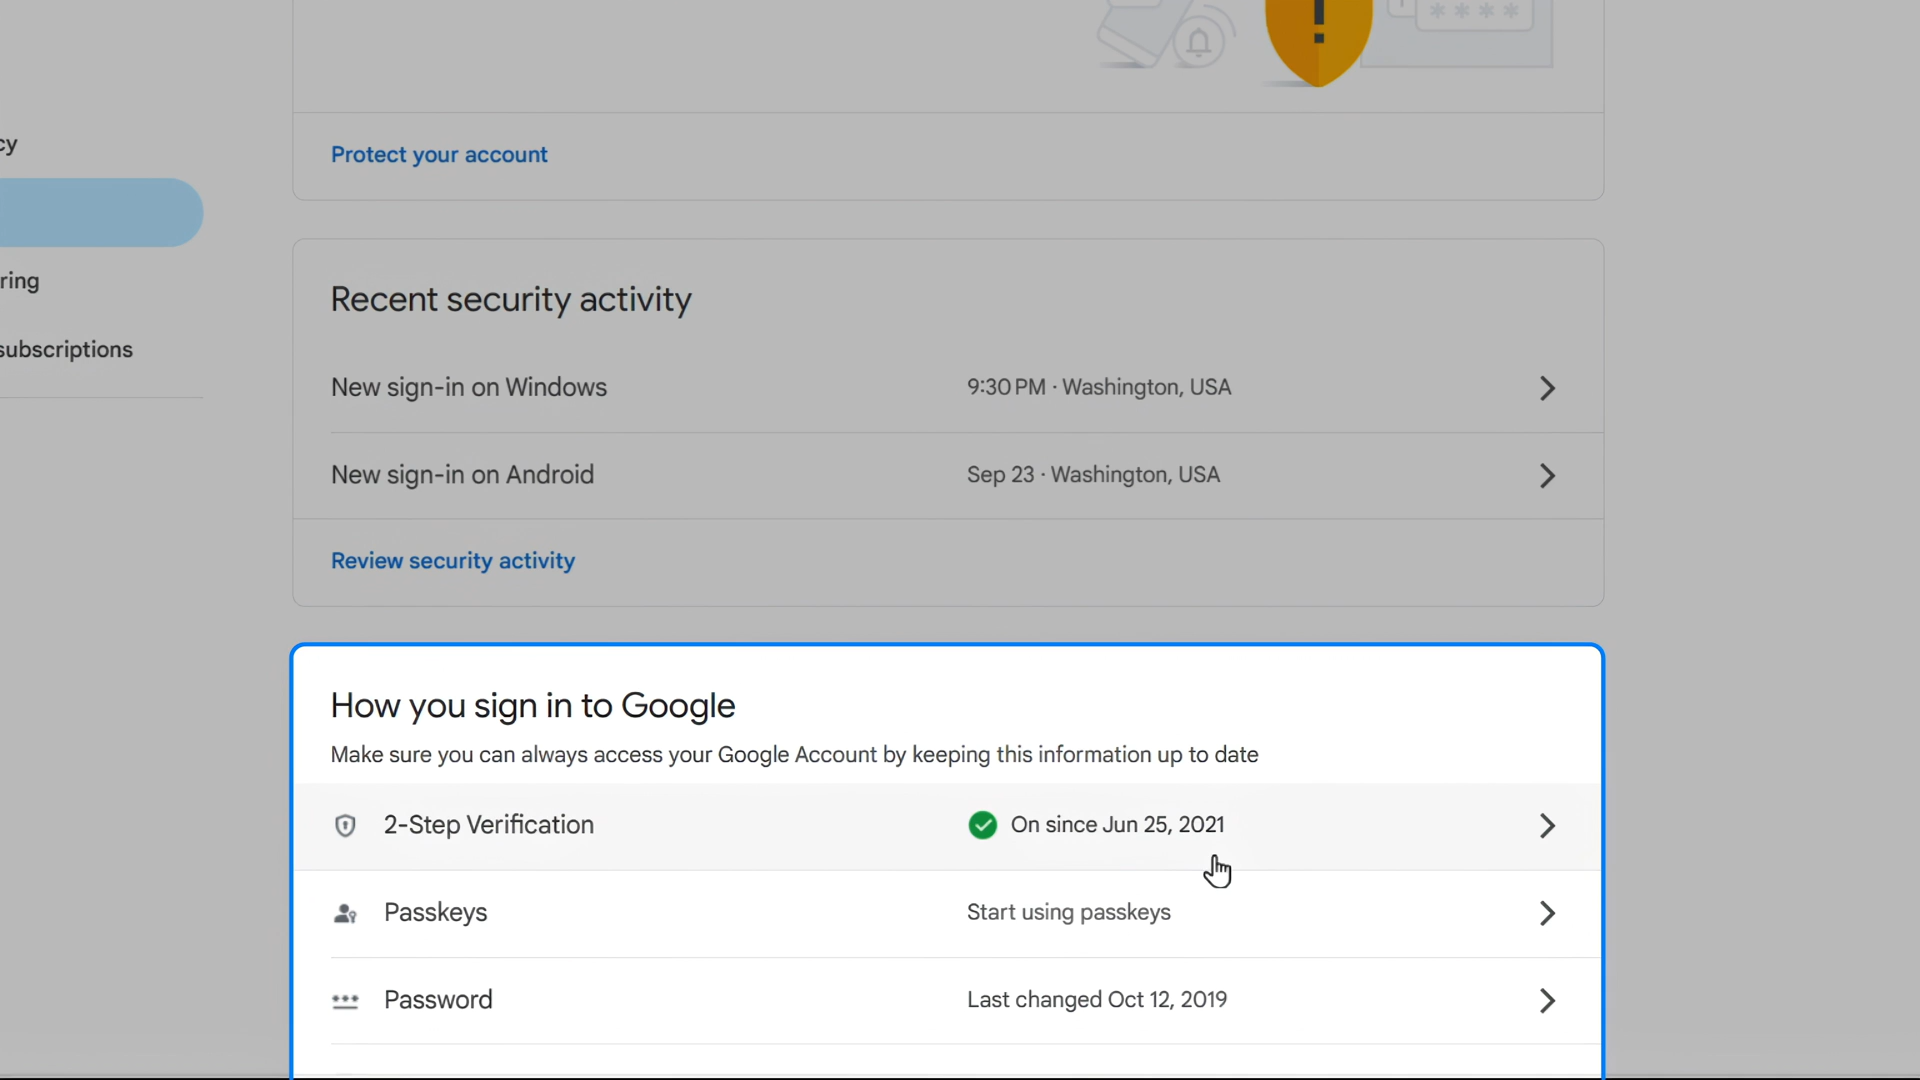 ****
Protect your account
cy
ring
subscriptions
Recent security activity
New sign-in on Windows 9:30 PM · Washington, USA
New sign-in on Android Sep 23 · Washington, USA
Review security activity
How you sign in to Google
Make sure you can always access your Google Account by keeping this information up to date
2-Step Verification On since Jun 25, 2021
Passkeys Start using passkeys
Password Last changed Oct 12, 2019